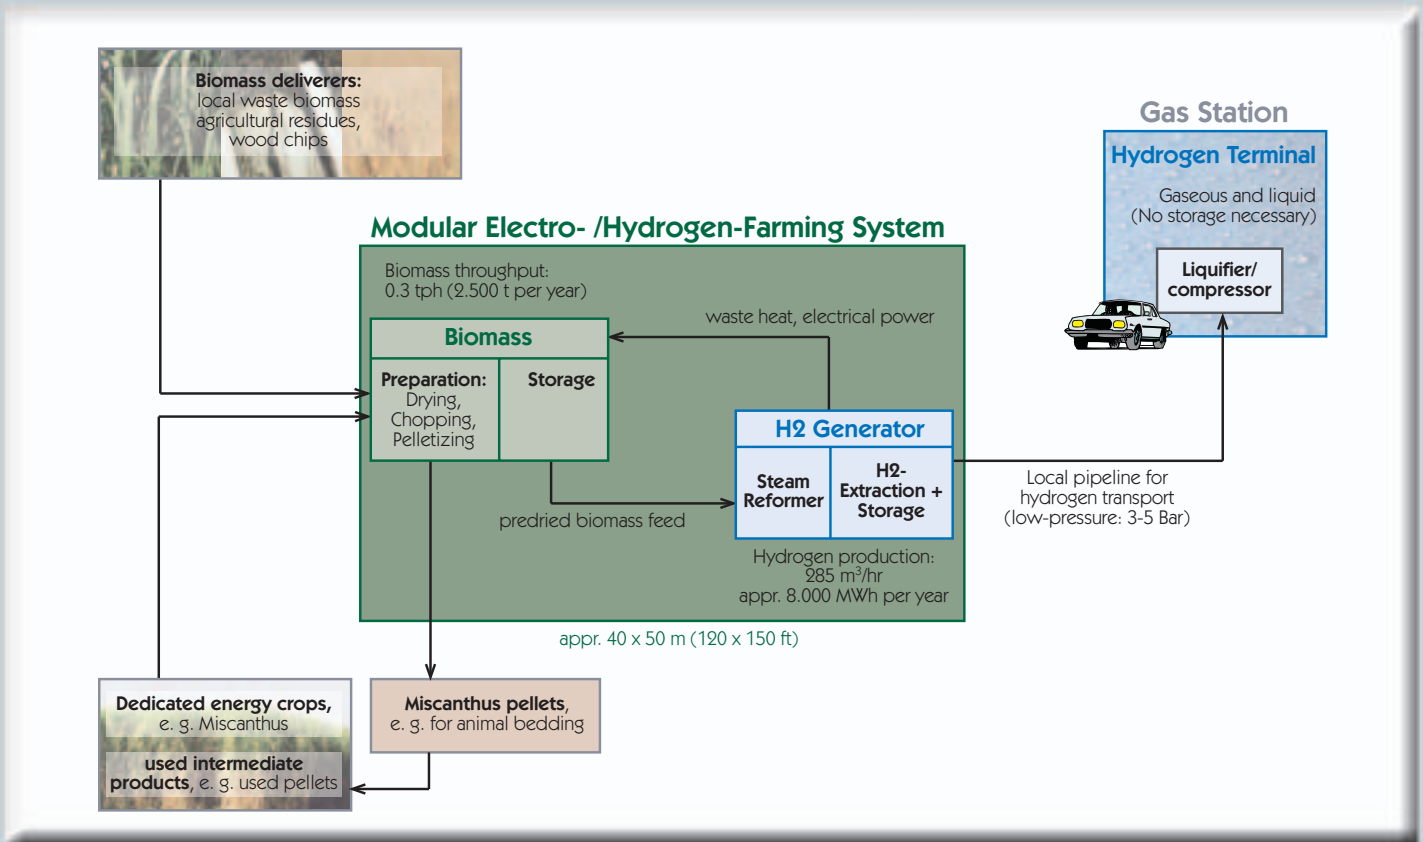 Biomass deliverers:
local waste biomass
agricultural residues,
wood chips
Gas Station
Hydrogen Terminal
Gaseous and liquid
(No storage necessary)
Liquifier/
compressor
Modular Electro- /Hydrogen-Farming System
Biomass throughput:
0.3 tph (2.500 t per year)
waste heat, electrical power
Biomass
Preparation:
Drying,
Chopping,
Pelletizing
Storage
H2 Generator
Steam
Reformer
H2-
Extraction +
Storage
predried biomass feed
Local pipeline for
hydrogen transport
(low-pressure: 3-5 Bar)
Hydrogen production:
285 m³/hr
appr. 8.000 MWh per year
appr. 40 x 50 m (120 x 150 ft)
Dedicated energy crops,
e. g. Miscanthus
used intermediate
products, e. g. used pellets
Miscanthus pellets,
e. g. for animal bedding